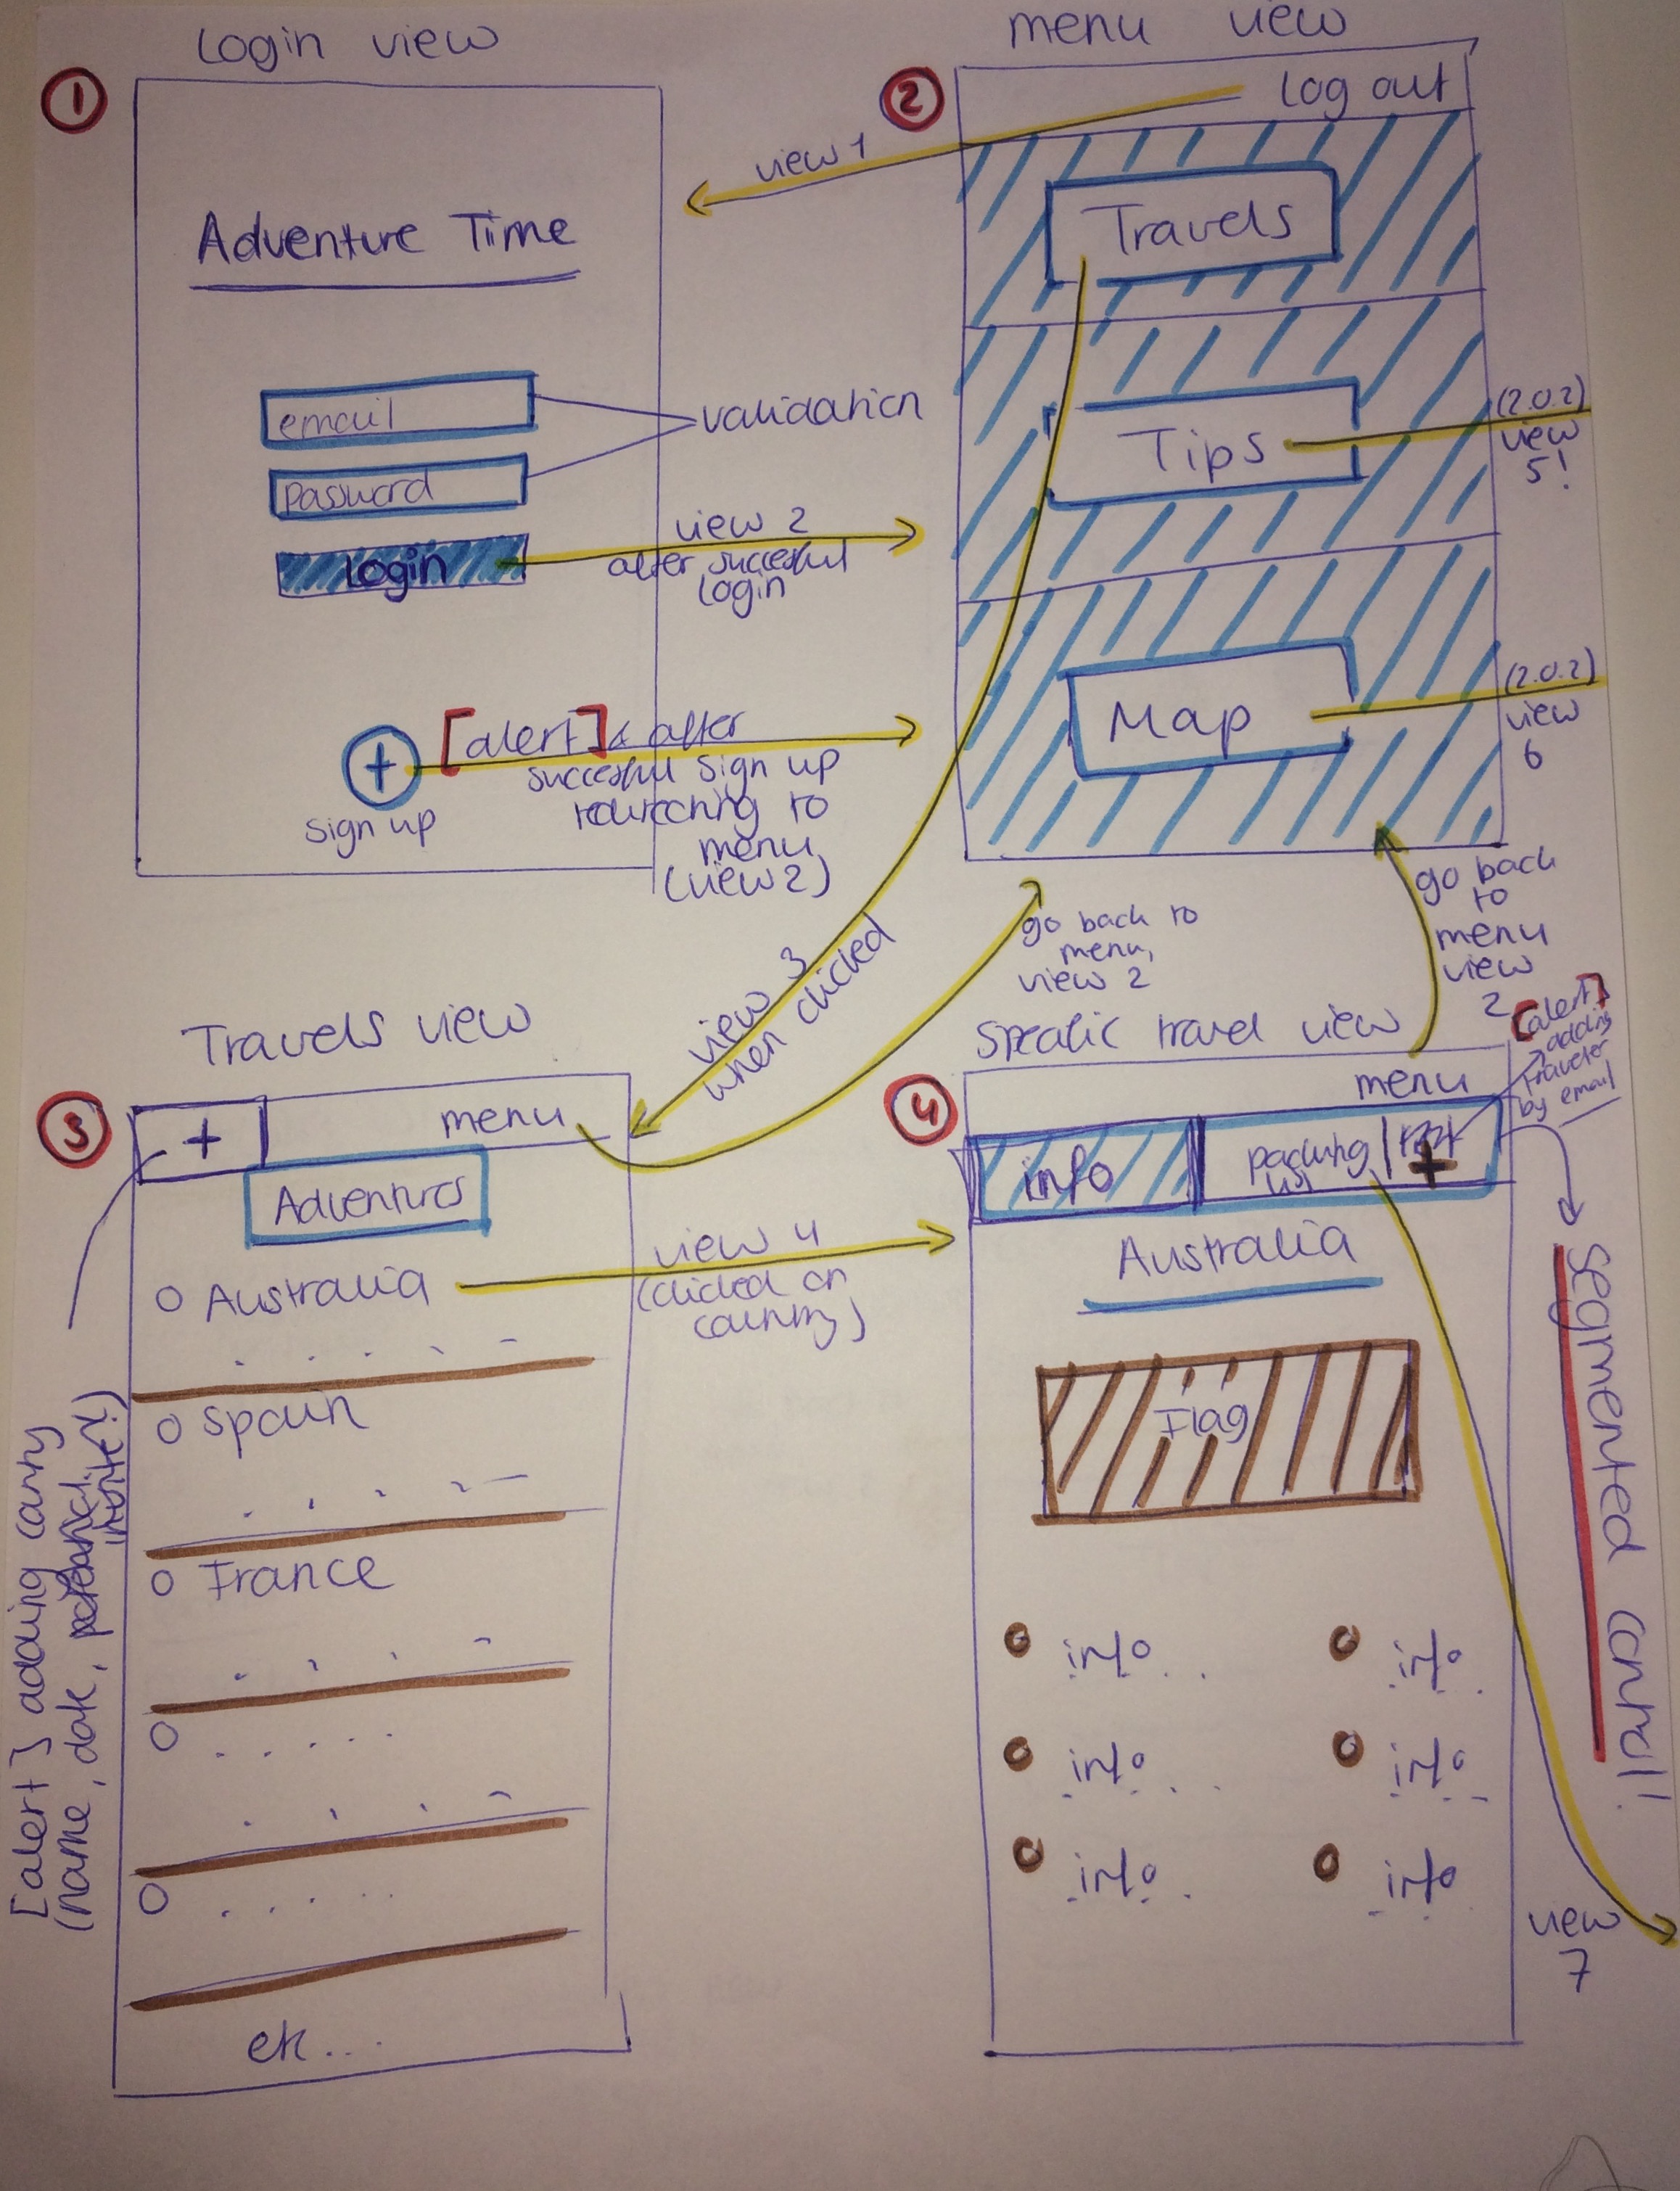 Login view
1
Adventure Time
email
password
validation
Login
view 2
after succesful
login
+
sign up
[alert] & after
succesful sign up
to
menu
(view 2)
menu view
2
Log out
view 1
Travels
Tips
(2.0.2)
view
5!
Map
(2.0.2)
view
6
view 3
when clicked
go back to
menu,
view 2
go back
to
menu
view
2
Travels view
3
+
menu
Adventures
Australia
view 4
(clicked on
country)
Spain
France
etc...
[alert] adding
(name, date, potential
invite!)
Specific travel view
4
menu
[alert]
adding
traveler
by email
info
packing
list
+
Australia
Flag
info
info
info
info
info
info
segmented control!
view
7